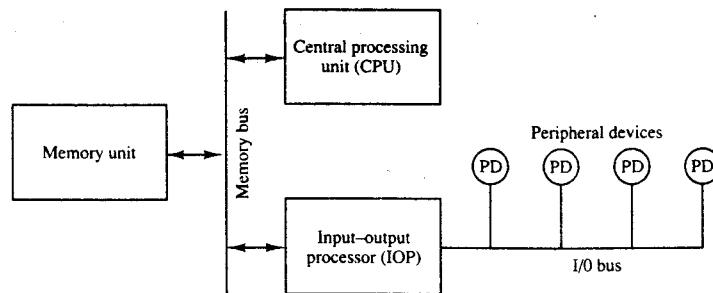 Central processing
unit (CPU)
Memory unit
Memory bus
Peripheral devices
PD
PD
PD
PD
Input–output
processor (IOP)
I/0 bus